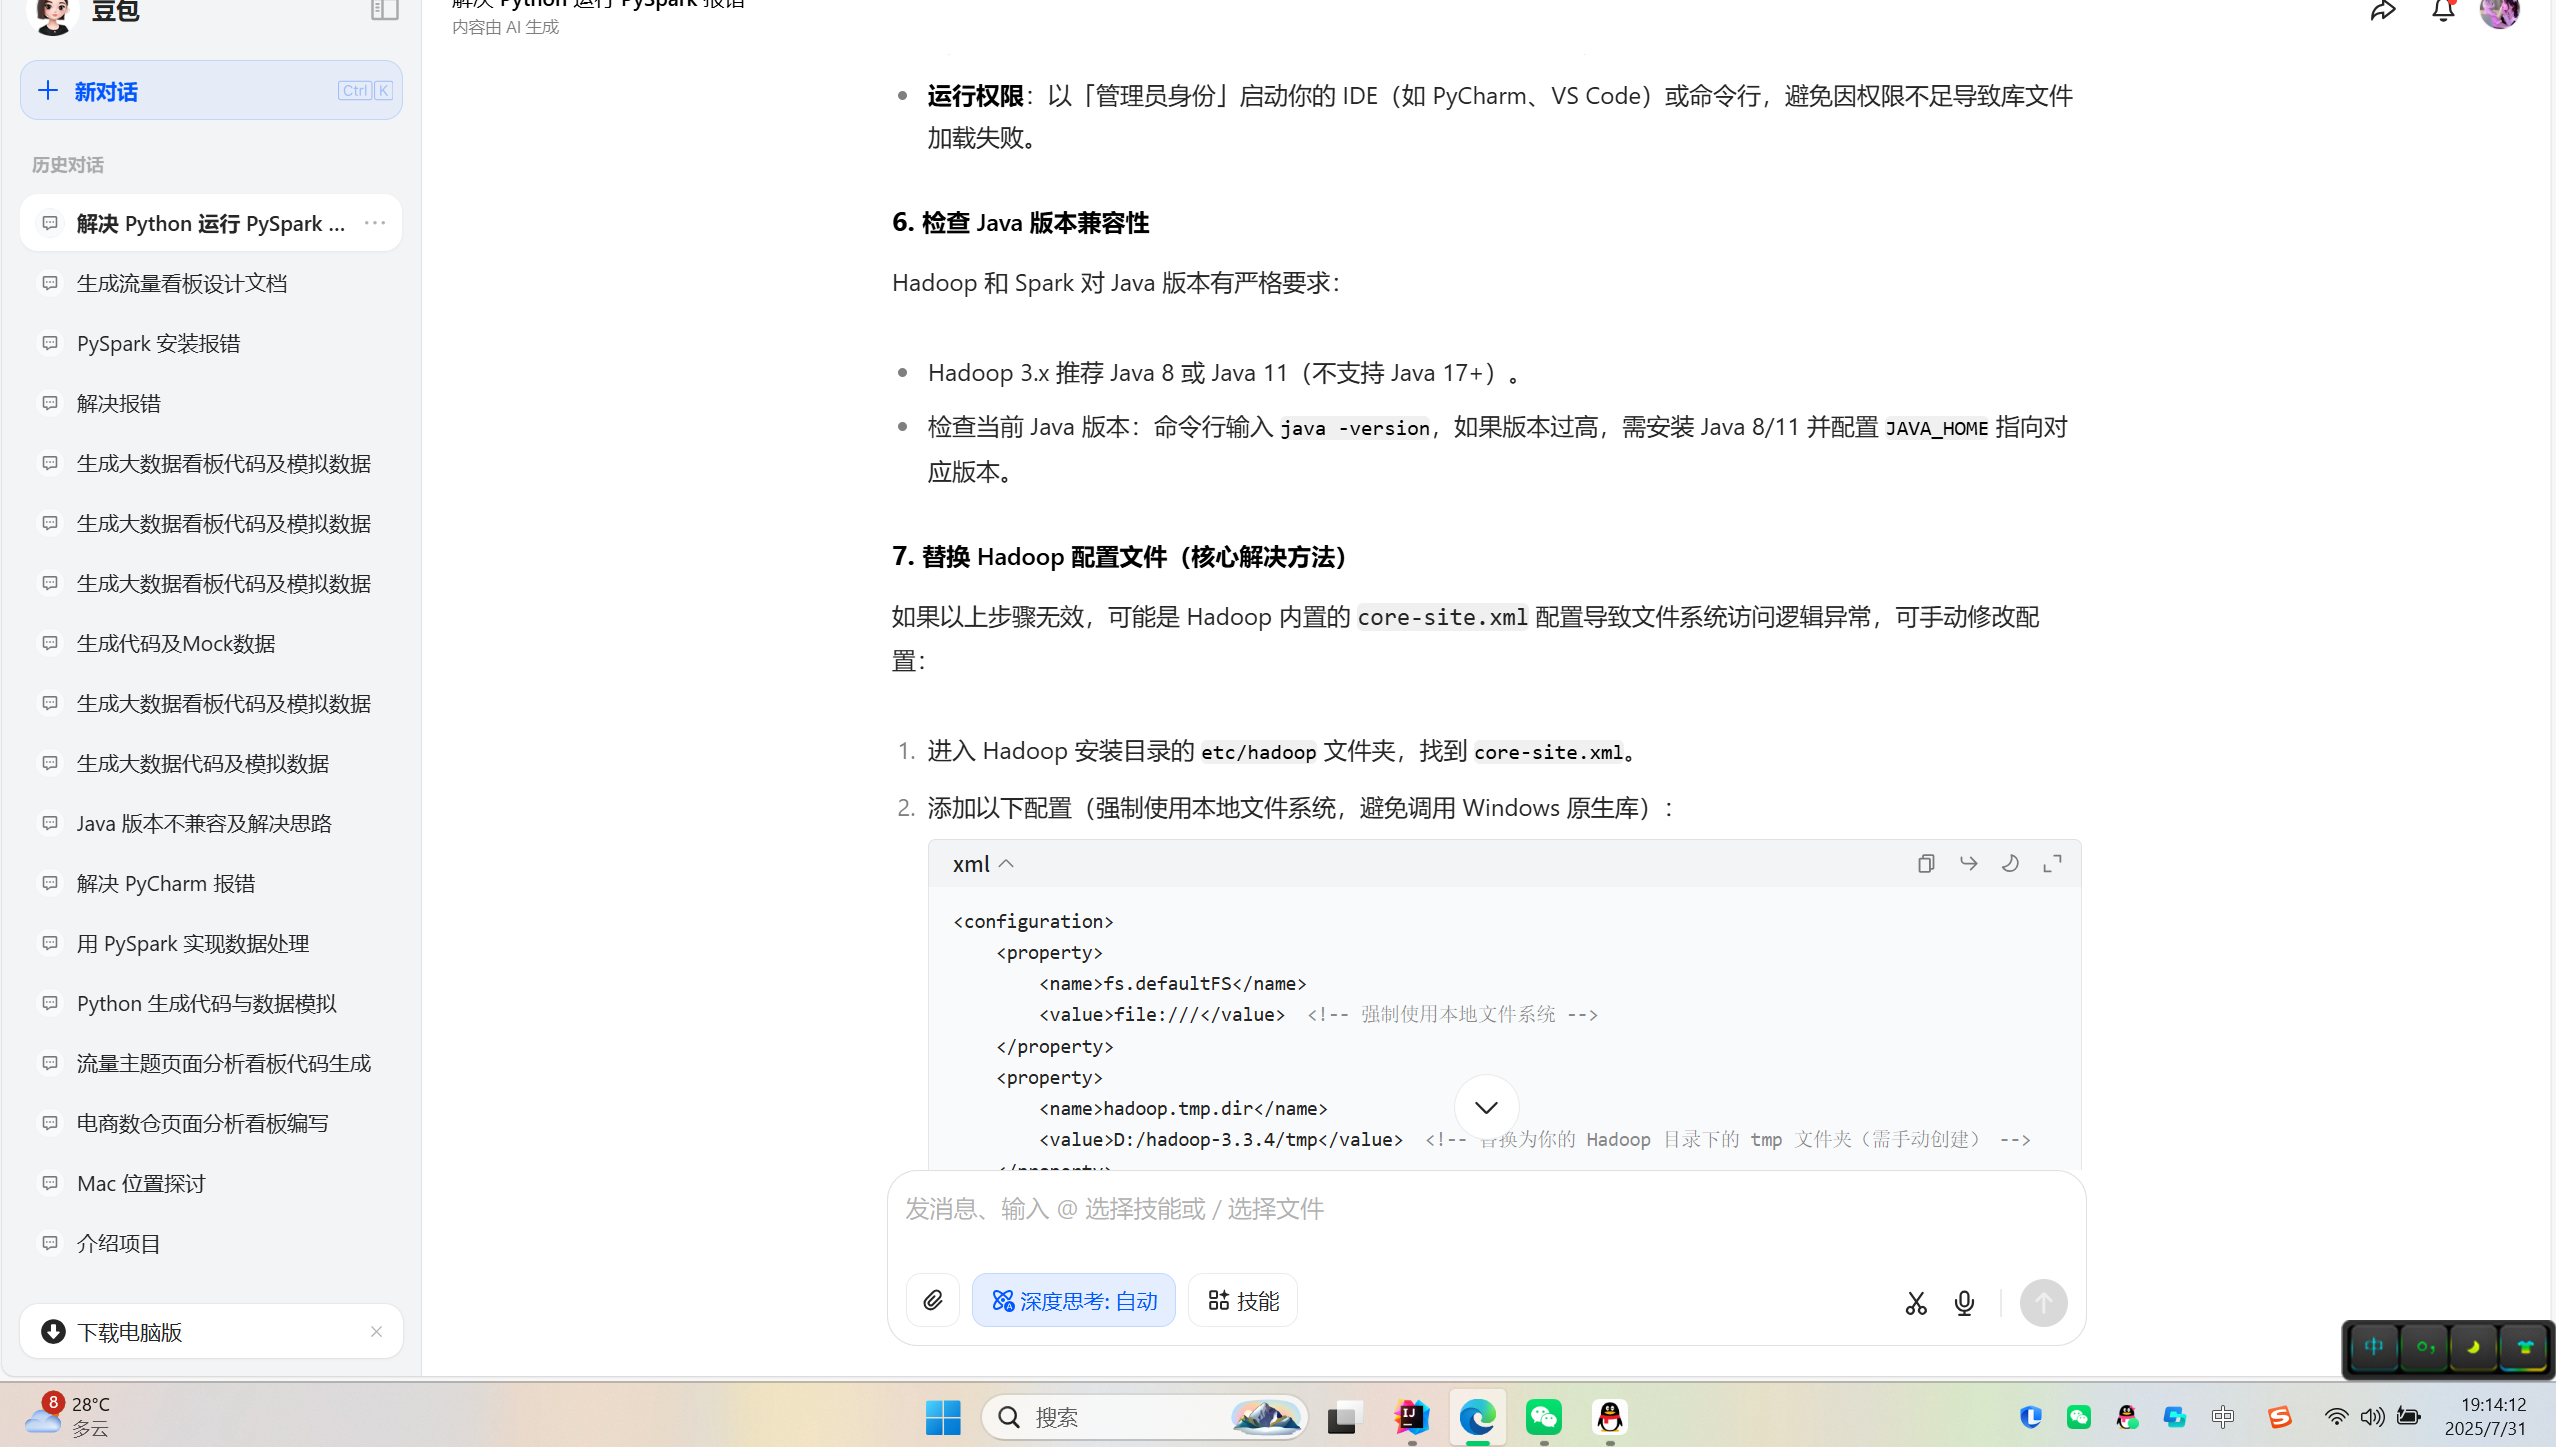 豆包
解决 Python 运行 PySpark 报错
内容由 AI 生成
新对话
Ctrl K
历史对话
解决 Python 运行 PySpark ...
生成流量看板设计文档
PySpark 安装报错
解决报错
生成大数据看板代码及模拟数据
生成大数据看板代码及模拟数据
生成大数据看板代码及模拟数据
生成代码及Mock数据
生成大数据看板代码及模拟数据
生成大数据代码及模拟数据
Java 版本不兼容及解决思路
解决 PyCharm 报错
用 PySpark 实现数据处理
Python 生成代码与数据模拟
流量主题页面分析看板代码生成
电商数仓页面分析看板编写
Mac 位置探讨
介绍项目
下载电脑版
运行权限：以「管理员身份」启动你的 IDE（如 PyCharm、VS Code）或命令行，避免因权限不足导致库文件
加载失败。
6. 检查 Java 版本兼容性
Hadoop 和 Spark 对 Java 版本有严格要求：
Hadoop 3.x 推荐 Java 8 或 Java 11（不支持 Java 17+）。
检查当前 Java 版本：命令行输入 java -version，如果版本过高，需安装 Java 8/11 并配置 JAVA_HOME 指向对
应版本。
7. 替换 Hadoop 配置文件（核心解决方法）
如果以上步骤无效，可能是 Hadoop 内置的 core-site.xml 配置导致文件系统访问逻辑异常，可手动修改配
置：
1. 进入 Hadoop 安装目录的 etc/hadoop 文件夹，找到 core-site.xml。
2. 添加以下配置（强制使用本地文件系统，避免调用 Windows 原生库）：
xml
<configuration>
<property>
<name>fs.defaultFS</name>
<value>file:///</value> <!-- 强制使用本地文件系统 -->
</property>
<property>
<name>hadoop.tmp.dir</name>
<value>D:/hadoop-3.3.4/tmp</value> <!-- 替换为你的 Hadoop 目录下的 tmp 文件夹（需手动创建） -->
</property>
发消息、输入 @ 选择技能或 / 选择文件
深度思考: 自动
技能
中
8
28°C
多云
搜索
中
19:14:12
2025/7/31